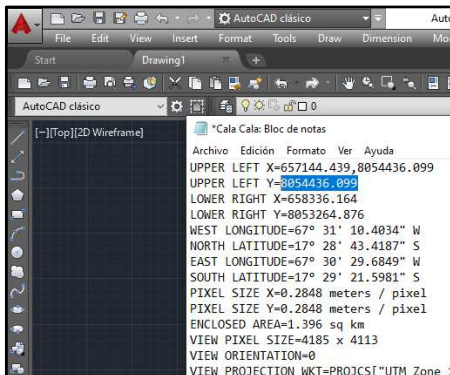 AutoCAD clásico
Auto
File Edit View Insert Format Tools Draw Dimension
Start Drawing1
AutoCAD clásico
0
[−][Top][2D Wireframe]
*Cala Cala: Bloc de notas
Archivo Edición Formato Ver Ayuda
UPPER LEFT X=657144.439,8054436.099
UPPER LEFT Y=8054436.099
LOWER RIGHT X=658336.164
LOWER RIGHT Y=8053264.876
WEST LONGITUDE=67° 31' 10.4034" W
NORTH LATITUDE=17° 28' 43.4187" S
EAST LONGITUDE=67° 30' 29.6849" W
SOUTH LATITUDE=17° 29' 21.5981" S
PIXEL SIZE X=0.2848 meters / pixel
PIXEL SIZE Y=0.2848 meters / pixel
ENCLOSED AREA=1.396 sq km
VIEW PIXEL SIZE=4185 x 4113
VIEW ORIENTATION=0
VIEW PROJECTION WKT=PROJCS["UTM Zone